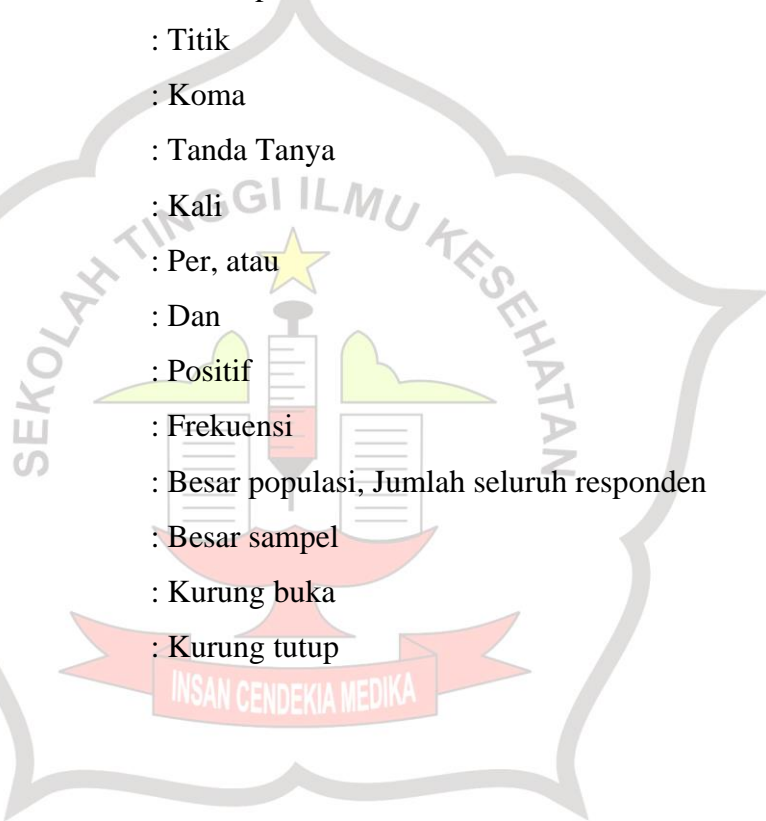 : Titik
: Koma
: Tanda Tanya
: Kali
: Per, atau
: Dan
: Positif
: Frekuensi
: Besar populasi, Jumlah seluruh responden
: Besar sampel
: Kurung buka
: Kurung tutup
SEKOLAH TINGGI ILMU KESEHATAN
INSAN CENDEKIA MEDIKA